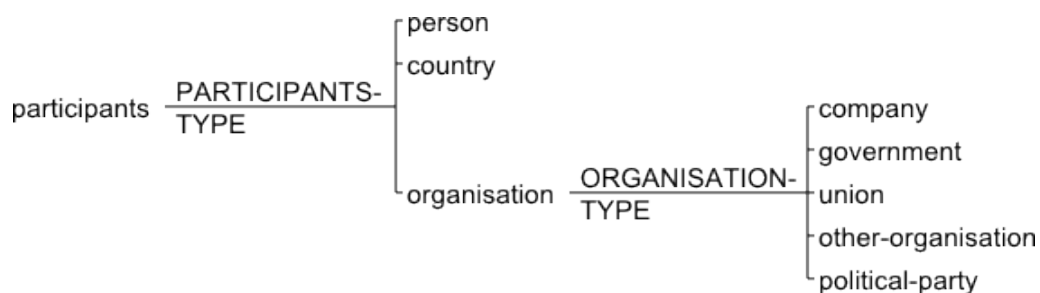 person
country
participants
PARTICIPANTS-
TYPE
organisation
ORGANISATION-
TYPE
company
government
union
other-organisation
political-party